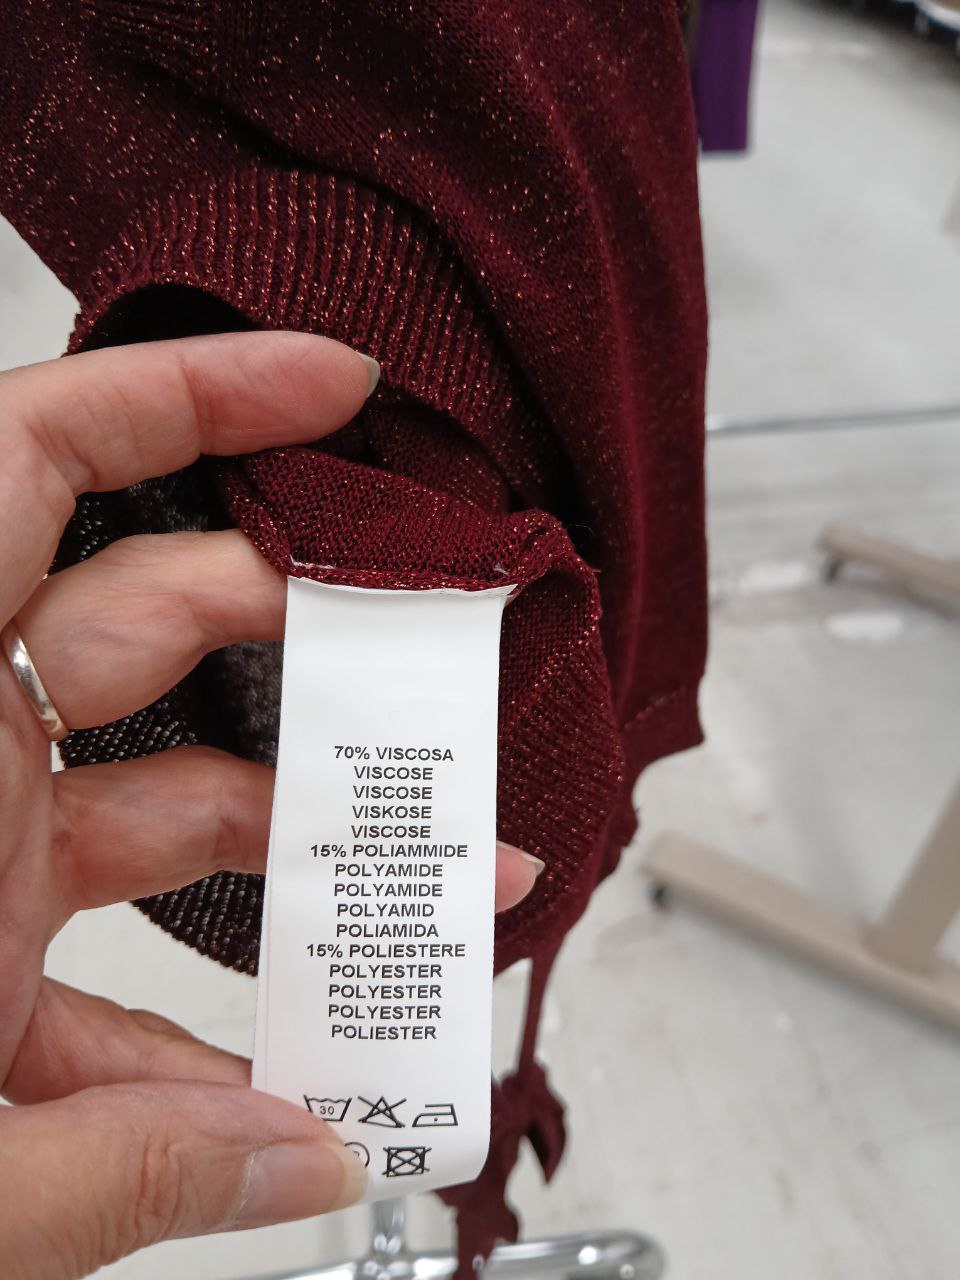 70% VISCOSA
VISCOSE
VISCOSE
VISKOSE
VISCOSE
15% POLIAMMIDE
POLYAMIDE
POLYAMIDE
POLYAMID
POLIAMIDA
15% POLIESTERE
POLYESTER
POLYESTER
POLYESTER
POLIESTER
30